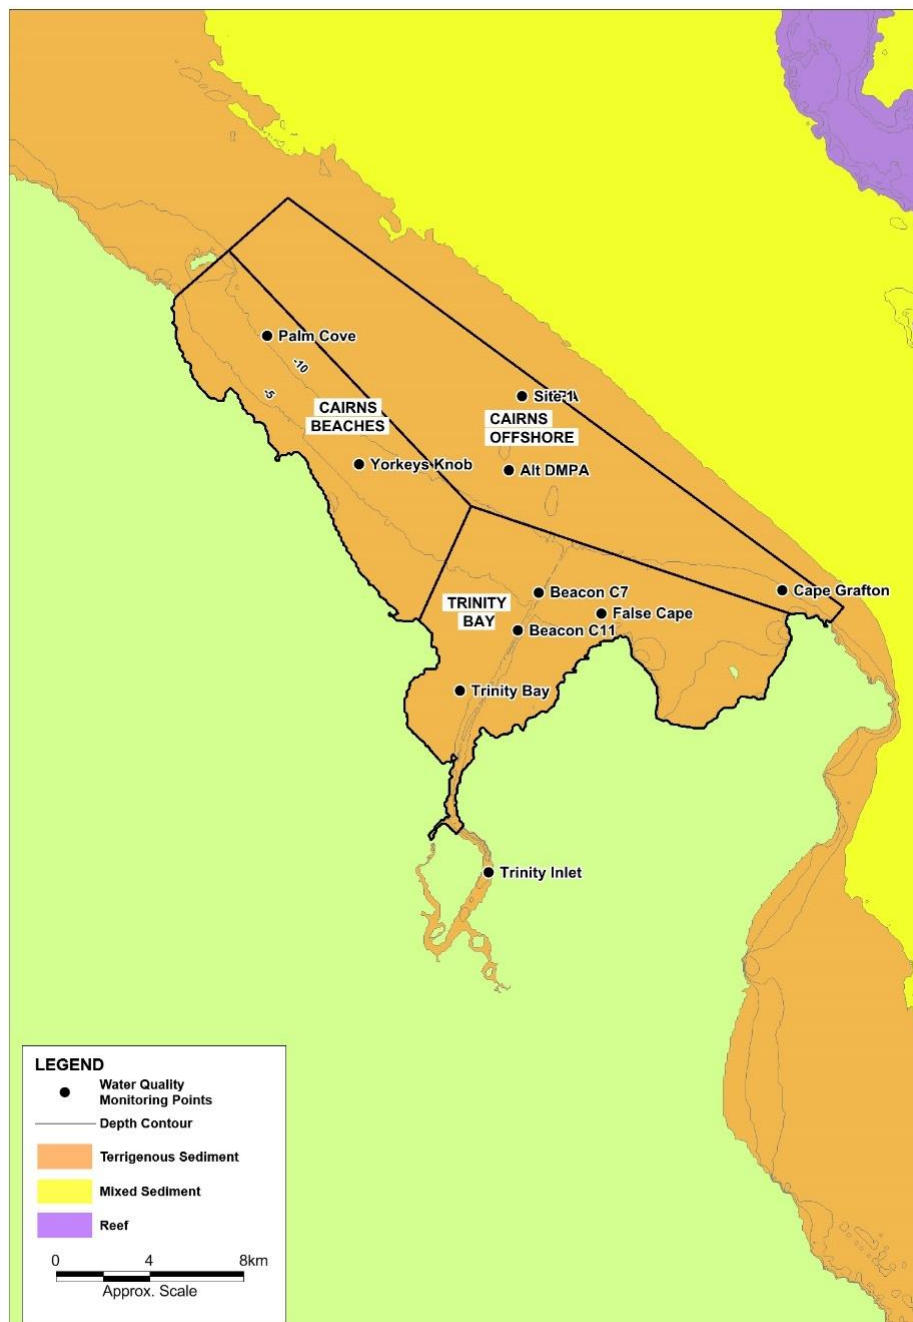 Palm Cove
-10
-5
CAIRNS
BEACHES
CAIRNS
OFFSHORE
Yorkeys Knob
Alt DMPA
TRINITY
BAY
Beacon C7
Cape Grafton
False Cape
Beacon C11
Trinity Bay
Trinity Inlet
LEGEND
Water Quality
Monitoring Points
Depth Contour
Terrigenous Sediment
Mixed Sediment
Reef
0 4 8km
Approx. Scale